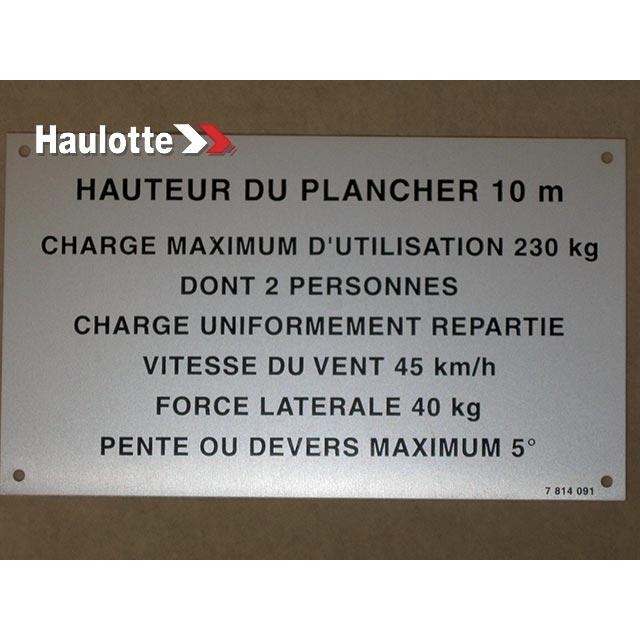 Haulotte
HAUTEUR DU PLANCHER 10 m
CHARGE MAXIMUM D'UTILISATION 230 kg
DONT 2 PERSONNES
CHARGE UNIFORMEMENT REPARTIE
VITESSE DU VENT 45 km/h
FORCE LATERALE 40 kg
PENTE OU DEVERS MAXIMUM 5°
7 814 091